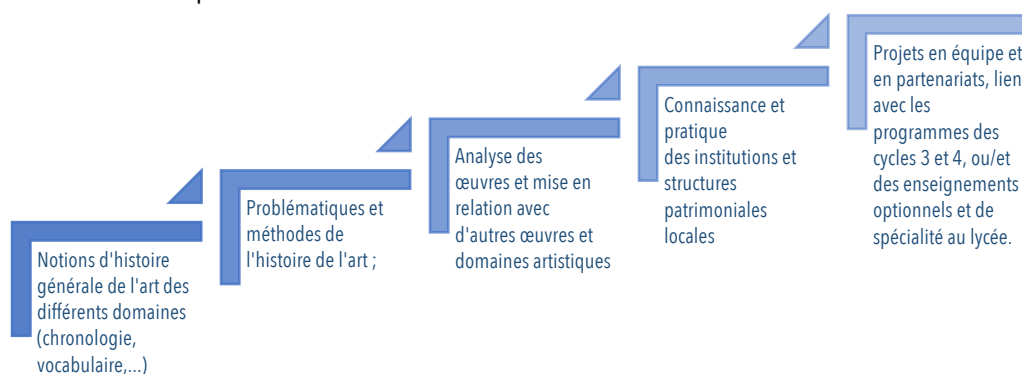 Notions d'histoire
générale de l'art des
différents domaines
(chronologie,
vocabulaire,...)
Problématiques et
méthodes de
l'histoire de l'art ;
Analyse des
œuvres et mise en
relation avec
d'autres œuvres et
domaines artistiques
Connaissance et
pratique
des institutions et
structures
patrimoniales
locales
Projets en équipe et
en partenariats, lien
avec les
programmes des
cycles 3 et 4, ou/et
des enseignements
optionnels et de
spécialité au lycée.